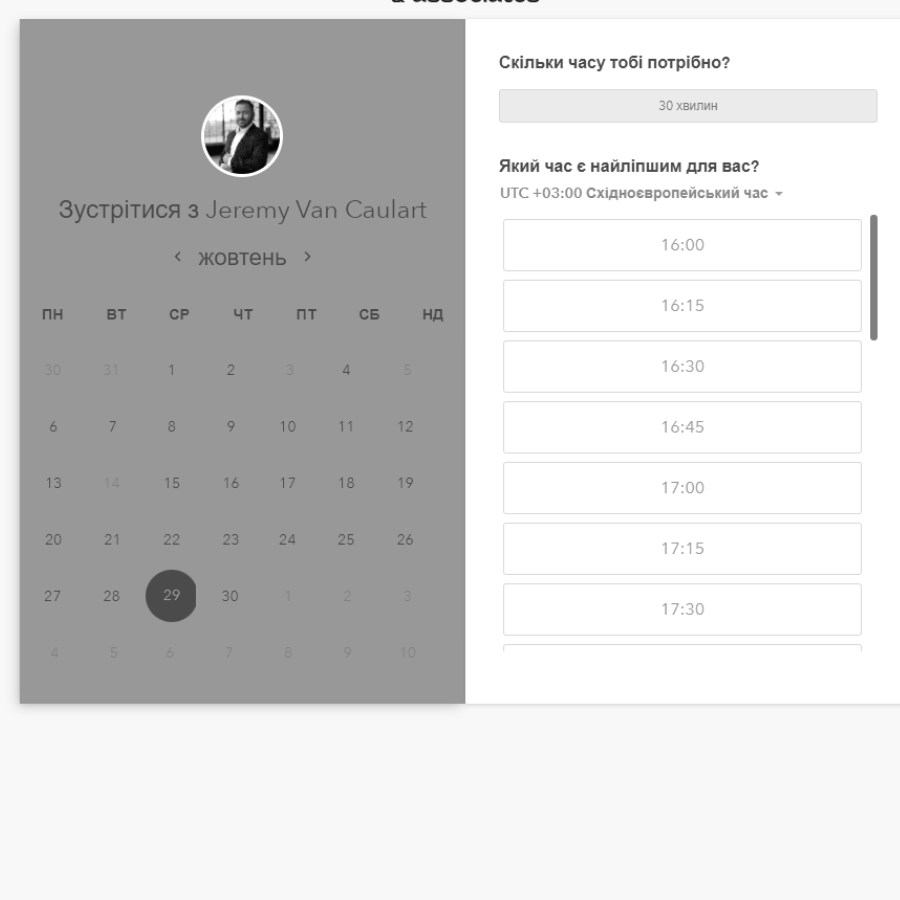 & associates
Зустрітися з Jeremy Van Caulart
жовтень
ПН ВТ СР ЧТ ПТ СБ НД
30 31 1 2 3 4 5
6 7 8 9 10 11 12
13 14 15 16 17 18 19
20 21 22 23 24 25 26
27 28 29 30 1 2 3
4 5 6 7 8 9 10
Скільки часу тобі потрібно?
30 хвилин
Який час є найліпшим для вас?
UTC +03:00 Східноєвропейський час
16:00
16:15
16:30
16:45
17:00
17:15
17:30